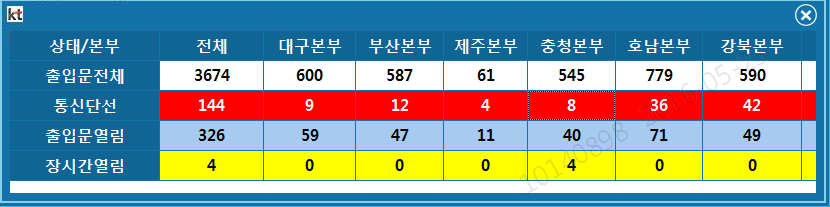 kt
상태/본부 전체 대구본부 부산본부 제주본부 충청본부 호남본부 강북본부
출입문전체 3674 600 587 61 545 779 590
통신단선 144 9 12 4 8 36 42
출입문열림 326 59 47 11 40 71 49
장시간열림 4 0 0 0 4 0 0
10140898